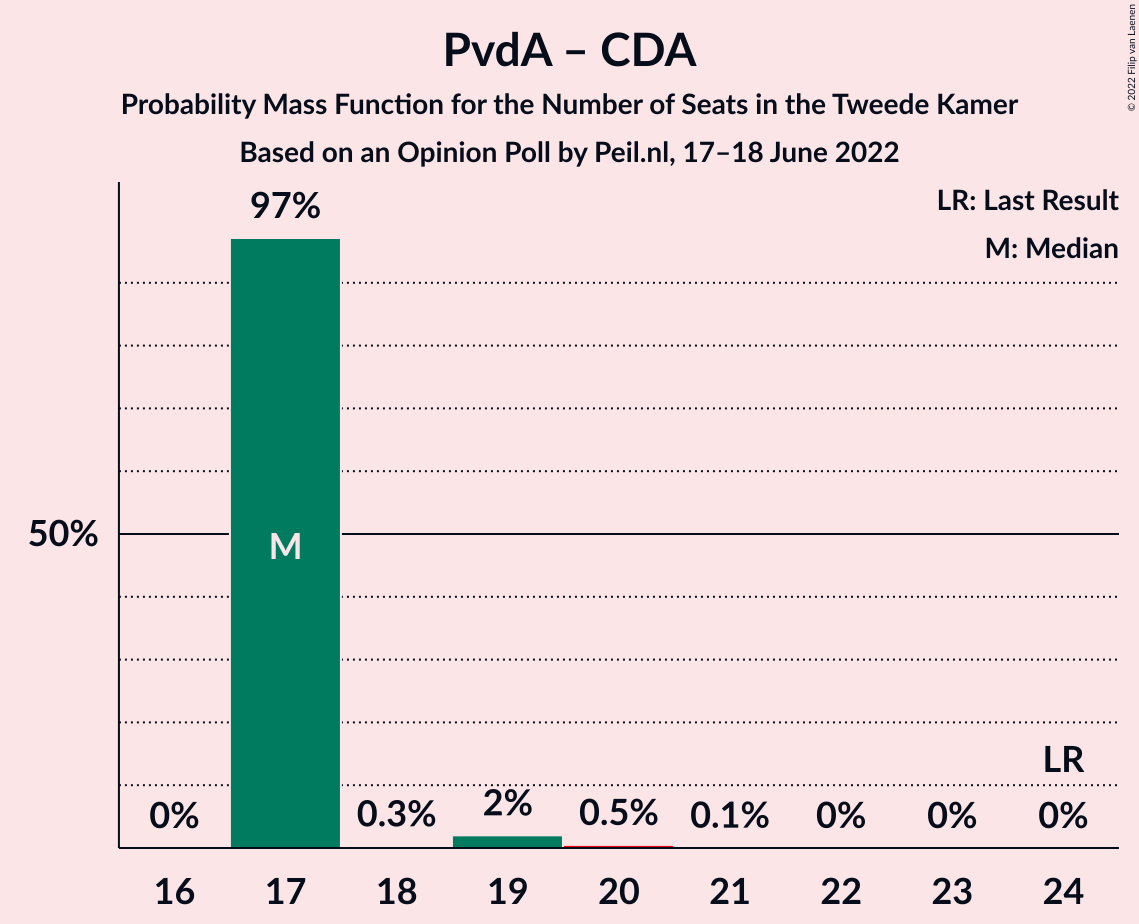 PvdA – CDA
Probability Mass Function for the Number of Seats in the Tweede Kamer
Based on an Opinion Poll by Peil.nl, 17–18 June 2022
© 2022 Filip van Laenen
LR: Last Result
M: Median
97%
50%
M
LR
0%
0.3%
2%
0.5%
0.1%
0%
0%
0%
16
17
18
19
20
21
22
23
24